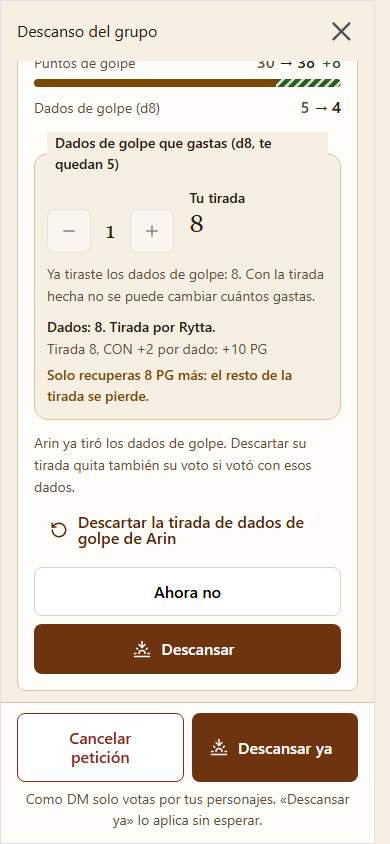 Descanso del grupo
Puntos de golpe 30 → 38 +8
Dados de golpe (d8) 5 → 4
Dados de golpe que gastas (d8, te
quedan 5)
Tu tirada
− 1 + 8
Ya tiraste los dados de golpe: 8. Con la tirada
hecha no se puede cambiar cuántos gastas.
Dados: 8. Tirada por Rytta.
Tirada 8, CON +2 por dado: +10 PG
Solo recuperas 8 PG más: el resto de la
tirada se pierde.
Arin ya tiró los dados de golpe. Descartar su
tirada quita también su voto si votó con esos
dados.
Descartar la tirada de dados de
golpe de Arin
Ahora no
Descansar
Cancelar
petición
Descansar ya
Como DM solo votas por tus personajes. «Descansar
ya» lo aplica sin esperar.